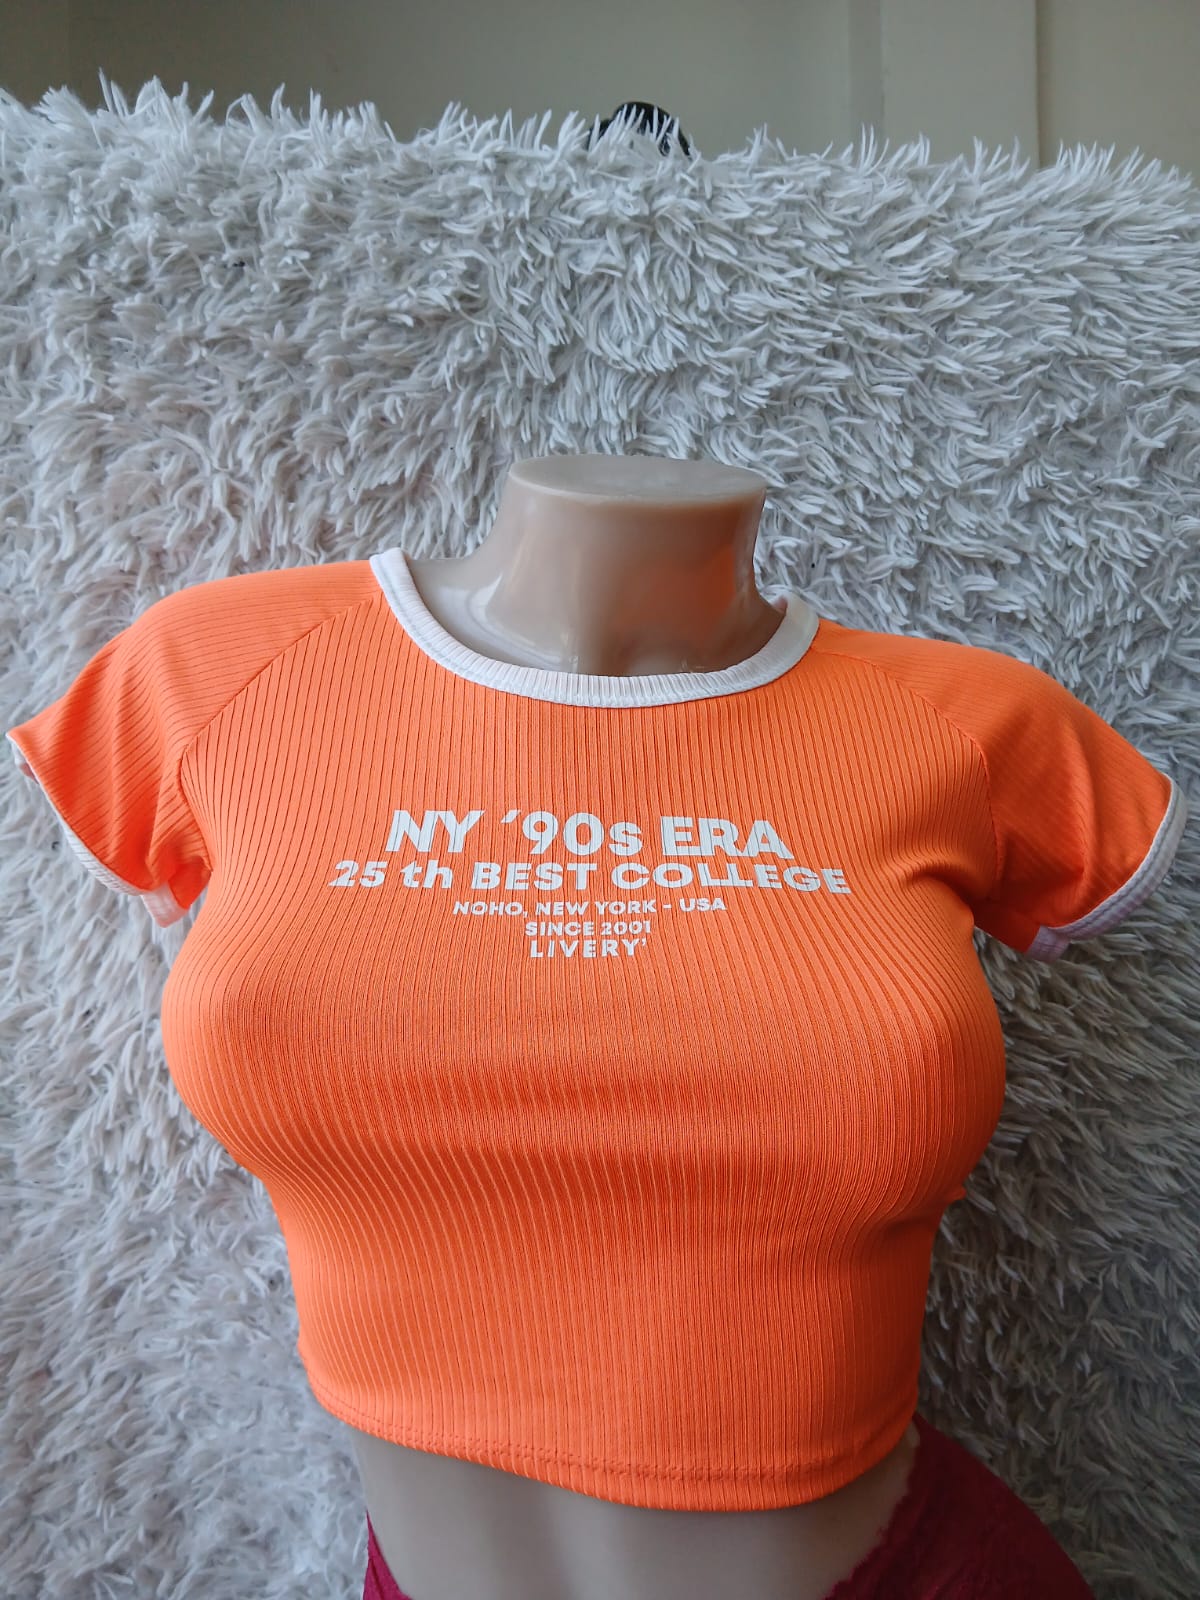 NY '90s ERA
25 th BEST COLLEGE
NOHO, NEW YORK - USA
SINCE 2001
LIVERY'